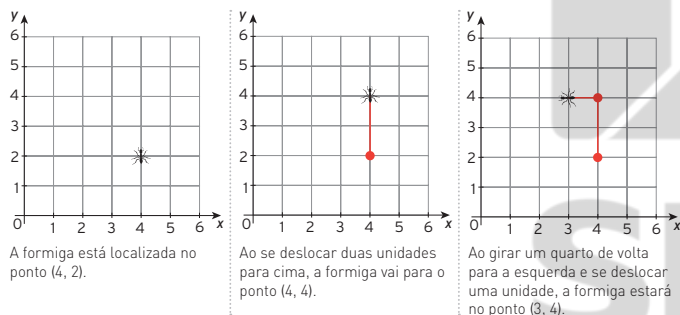 y
6
5
4
3
2
1
0
1 2 3 4 5 6 x
A formiga está localizada no
ponto (4, 2).
y
6
5
4
3
2
1
0
1 2 3 4 5 6 x
Ao se deslocar duas unidades
para cima, a formiga vai para o
ponto (4, 4).
y
6
5
4
3
2
1
0
1 2 3 4 5 6 x
Ao girar um quarto de volta
para a esquerda e se deslocar
uma unidade, a formiga estará
no ponto (3, 4).